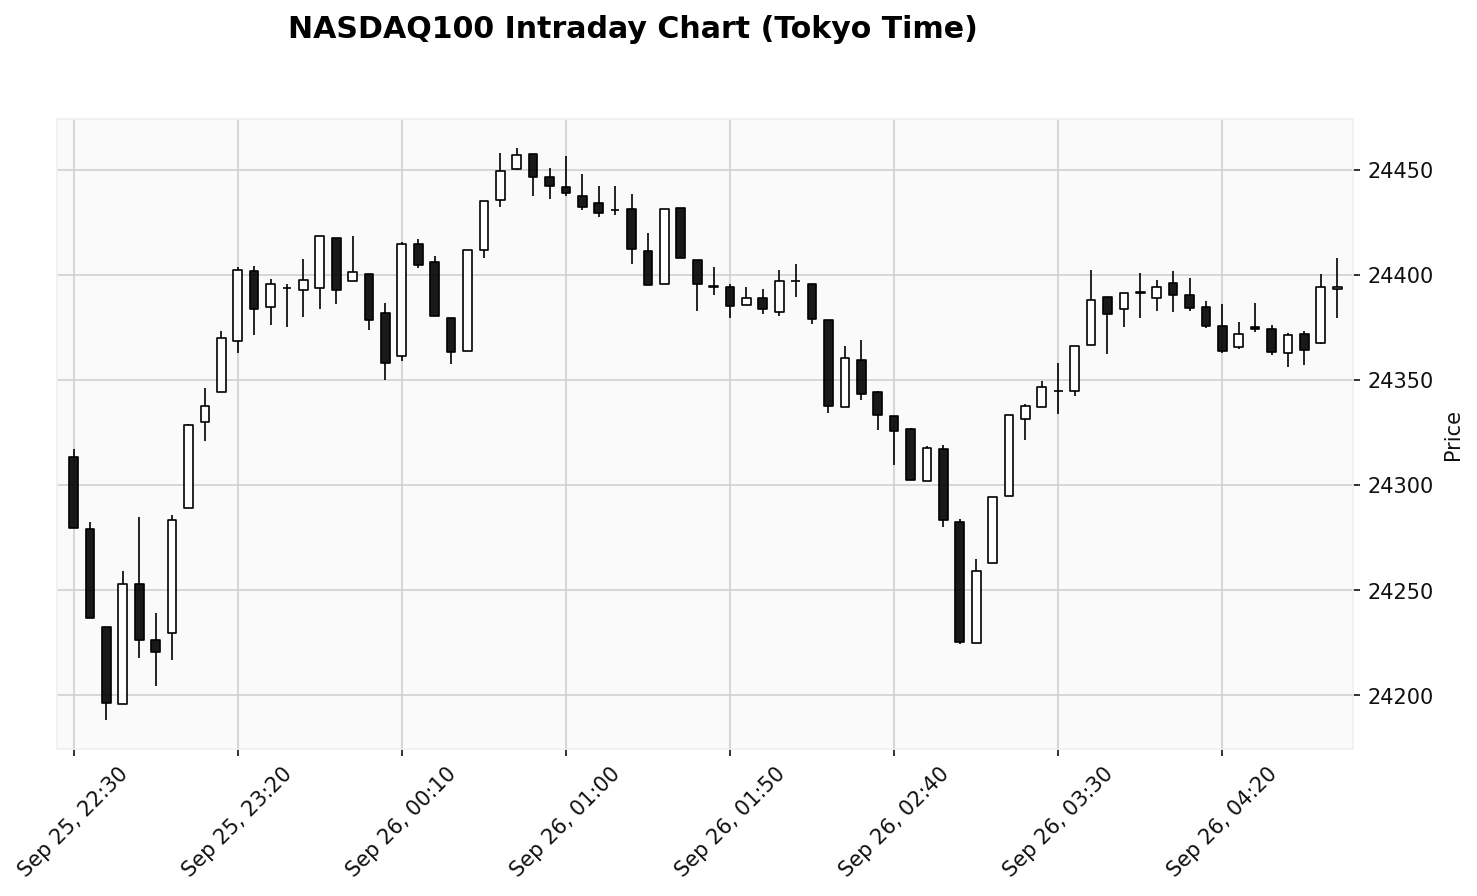 NASDAQ100 Intraday Chart (Tokyo Time)
24450
24400
24350
24300
24250
24200
Price
Sep 25, 22:30
Sep 25, 23:20
Sep 26, 00:10
Sep 26, 01:00
Sep 26, 01:50
Sep 26, 02:40
Sep 26, 03:30
Sep 26, 04:20